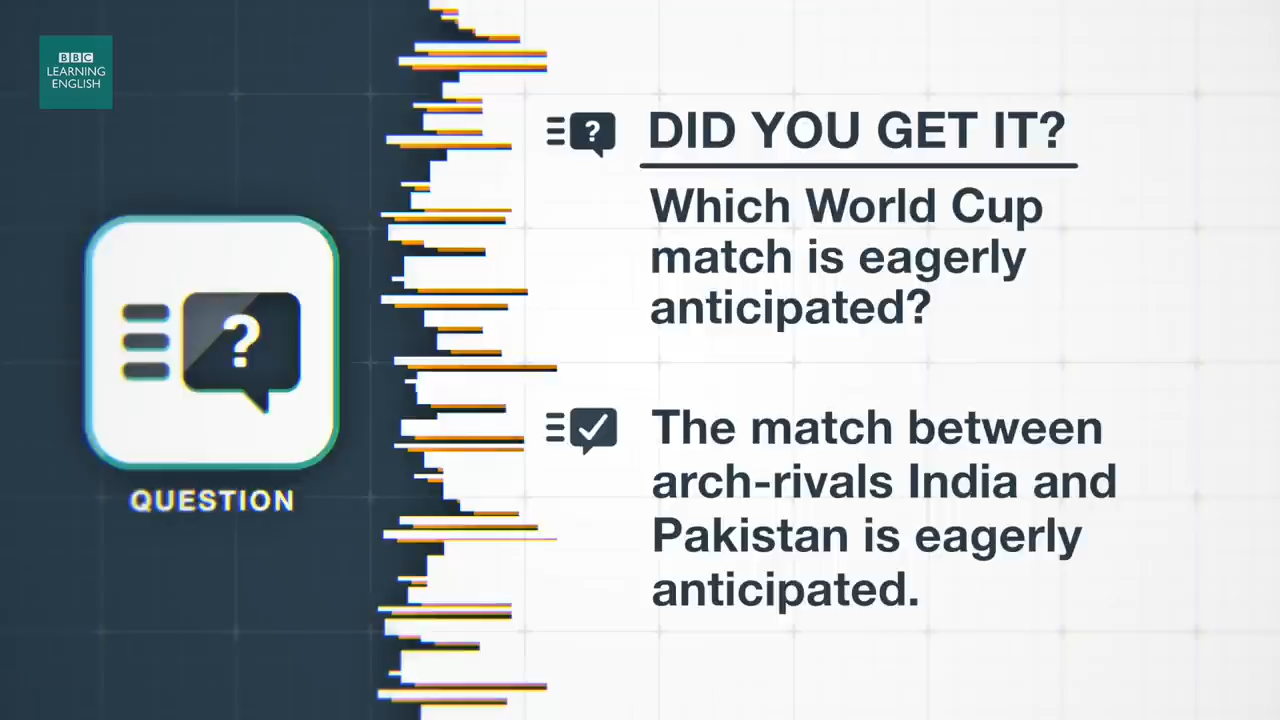 BBC
LEARNING
ENGLISH
?
QUESTION
? DID YOU GET IT?
Which World Cup
match is eagerly
anticipated?
The match between
arch-rivals India and
Pakistan is eagerly
anticipated.